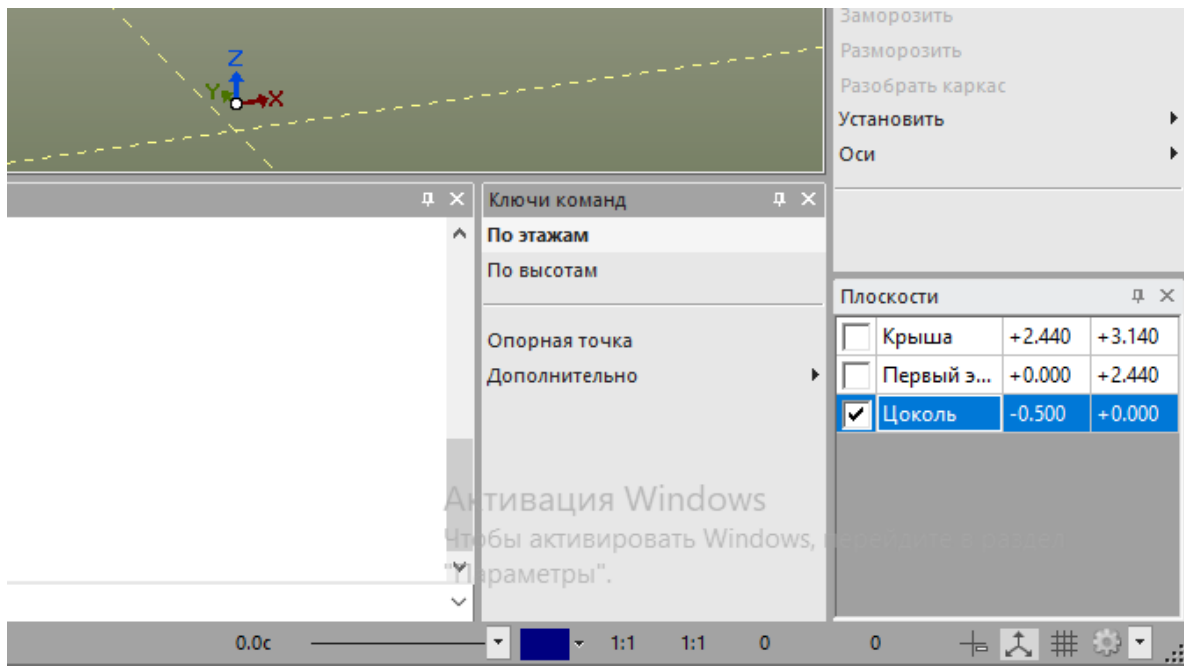 Заморозить
Разморозить
Разобрать каркас
Установить
Оси
Z
Y X
Ключи команд
По этажам
По высотам
Опорная точка
Дополнительно
Плоскости
Крыша +2.440 +3.140
Первый э... +0.000 +2.440
Цоколь -0.500 +0.000
Активация Windows
Чтобы активировать Windows, перейдите в раздел
"Параметры".
0.0с 1:1 1:1 0 0